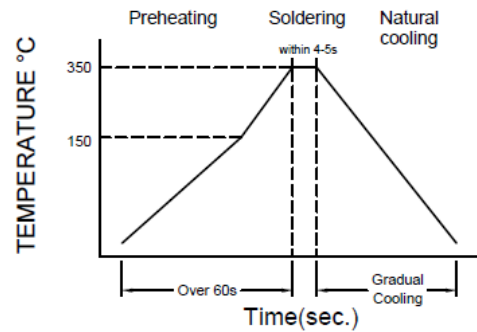 Preheating Soldering Natural
cooling
within 4-5s
TEMPERATURE °C
350
150
Over 60s
Gradual
Cooling
Time(sec.)